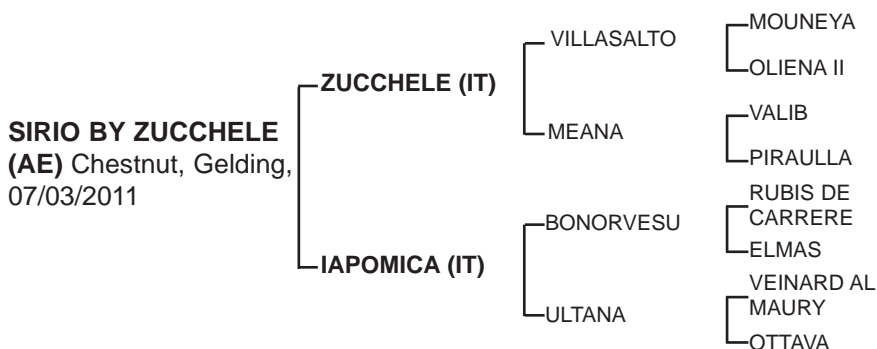 SIRIO BY ZUCCHELE
(AE) Chestnut, Gelding,
07/03/2011
ZUCCHELE (IT)
IAPOMICA (IT)
VILLASALTO
MEANA
BONORVESU
ULTANA
MOUNEYA
OLIENA II
VALIB
PIRAULLA
RUBIS DE
CARRERE
ELMAS
VEINARD AL
MAURY
OTTAVA